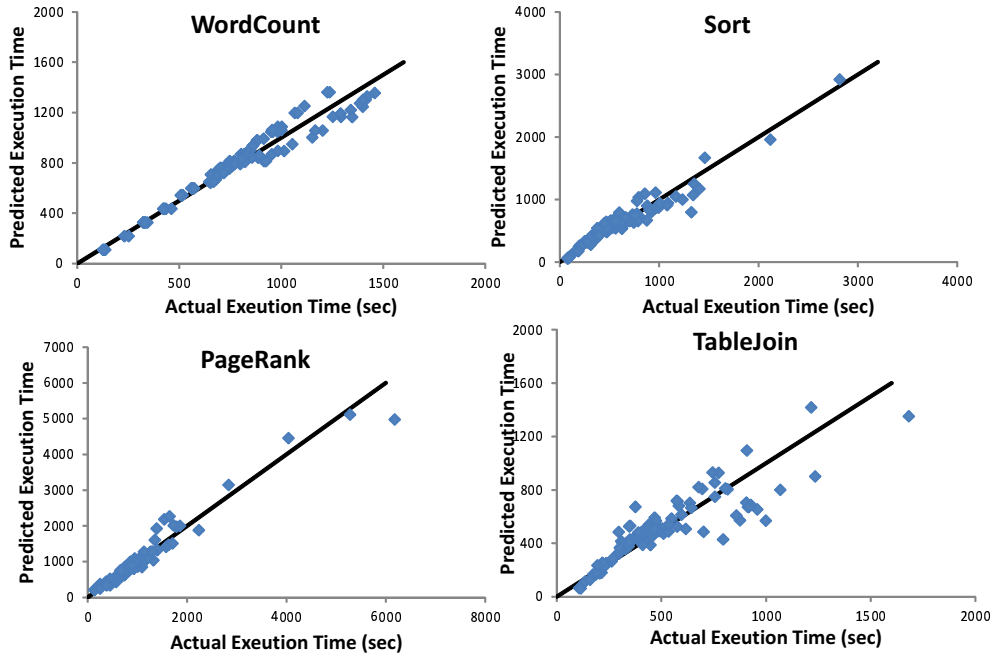 WordCount
Predicted Execution Time
2000
1600
1200
800
400
0
0 500 1000 1500 2000
Actual Exeution Time (sec)
Sort
Predicted Execution Time
4000
3000
2000
1000
0
0 1000 2000 3000 4000
Actual Exeution Time (sec)
PageRank
Predicted Execution Time
7000
6000
5000
4000
3000
2000
1000
0
0 2000 4000 6000 8000
Actual Exeution Time (sec)
TableJoin
Predicted Execution Time
2000
1600
1200
800
400
0
0 500 1000 1500 2000
Actual Exeution Time (sec)